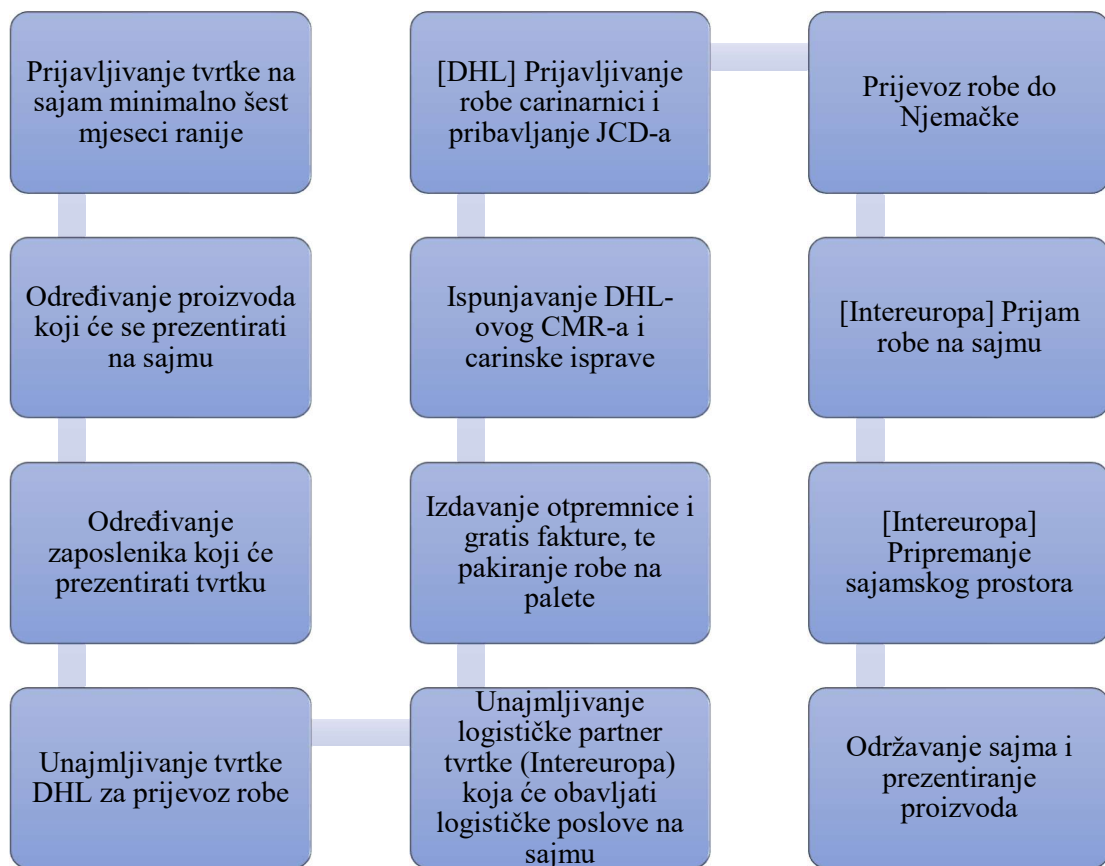 Prijavljivanje tvrtke na
sajam minimalno šest
mjeseci ranije
Određivanje proizvoda
koji će se prezentirati
na sajmu
Određivanje
zaposlenika koji će
prezentirati tvrtku
Unajmljivanje tvrtke
DHL za prijevoz robe
Unajmljivanje
logističke partner
tvrtke (Intereuropa)
koja će obavljati
logističke poslove na
sajmu
Izdavanje otpremnice i
gratis fakture, te
pakiranje robe na
palete
Ispunjavanje DHL-
ovog CMR-a i
carinske isprave
[DHL] Prijavljivanje
robe carinarnici i
pribavljanje JCD-a
Prijevoz robe do
Njemačke
[Intereuropa] Prijam
robe na sajmu
[Intereuropa]
Pripremanje
sajamskog prostora
Održavanje sajma i
prezentiranje
proizvoda